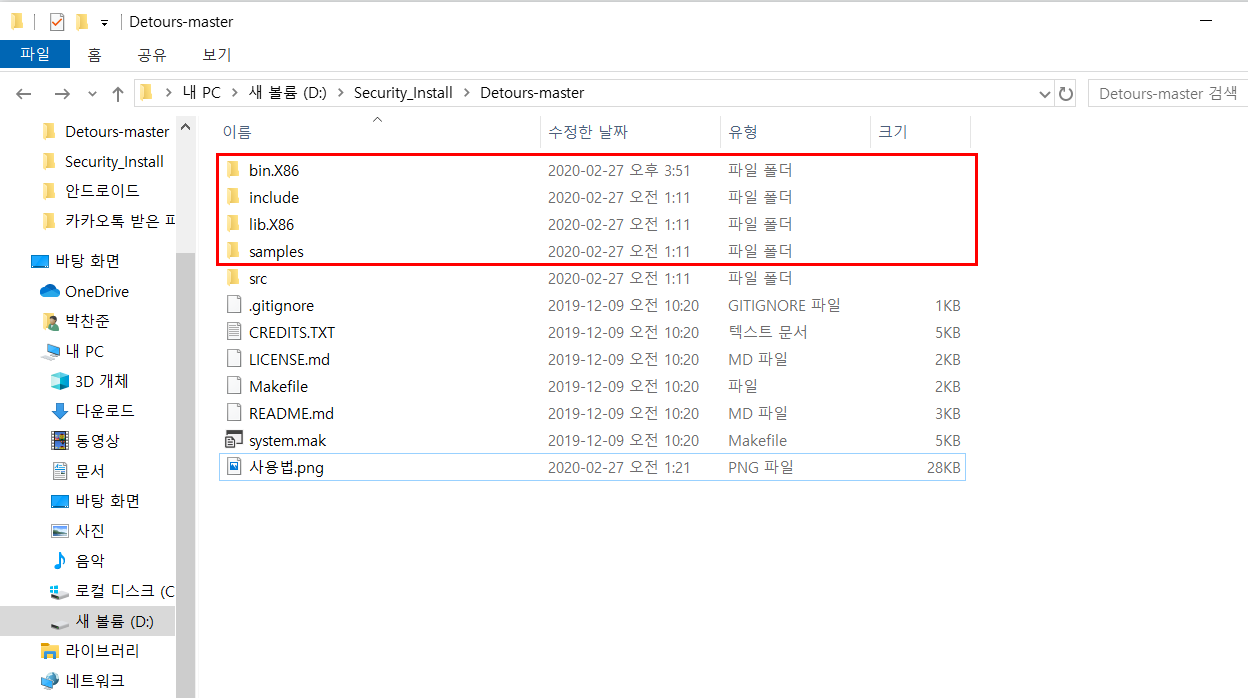 Detours-master
파일 홈 공유 보기
내 PC 새 볼륨 (D:) Security_Install Detours-master
Detours-master 검색
Detours-master
Security_Install
안드로이드
카카오톡 받은 파
바탕 화면
OneDrive
박찬준
내 PC
3D 개체
다운로드
동영상
문서
바탕 화면
사진
음악
로컬 디스크 (C
새 볼륨 (D:)
라이브러리
네트워크
이름 수정한 날짜 유형 크기
bin.X86 2020-02-27 오후 3:51 파일 폴더
include 2020-02-27 오전 1:11 파일 폴더
lib.X86 2020-02-27 오전 1:11 파일 폴더
samples 2020-02-27 오전 1:11 파일 폴더
src 2020-02-27 오전 1:11 파일 폴더
.gitignore 2019-12-09 오전 10:20 GITIGNORE 파일 1KB
CREDITS.TXT 2019-12-09 오전 10:20 텍스트 문서 5KB
LICENSE.md 2019-12-09 오전 10:20 MD 파일 2KB
Makefile 2019-12-09 오전 10:20 파일 2KB
README.md 2019-12-09 오전 10:20 MD 파일 3KB
system.mak 2019-12-09 오전 10:20 Makefile 5KB
사용법.png 2020-02-27 오전 1:21 PNG 파일 28KB